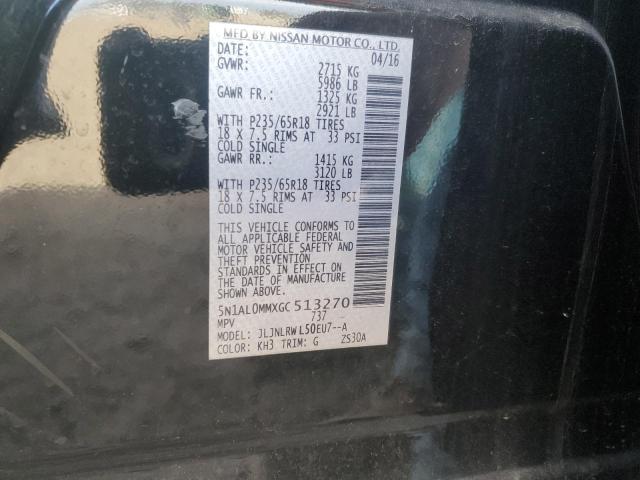 MFD BY NISSAN MOTOR CO., LTD.
DATE: 04/16
GVWR: 2715 KG
5986 LB
GAWR FR.: 1325 KG
2921 LB
WITH P235/65R18 TIRES
18 X 7.5 RIMS AT 33 PSI
COLD SINGLE
GAWR RR.: 1415 KG
3120 LB
WITH P235/65R18 TIRES
18 X 7.5 RIMS AT 33 PSI
COLD SINGLE
THIS VEHICLE CONFORMS TO
ALL APPLICABLE FEDERAL
MOTOR VEHICLE SAFETY AND
THEFT PREVENTION
STANDARDS IN EFFECT ON
THE DATE OF MANUFACTURE
SHOWN ABOVE.
5N1AL0MMXGC513270
MPV 737
MODEL: JLJNLRWL50EU7--A
COLOR: KH3 TRIM: G ZS30A